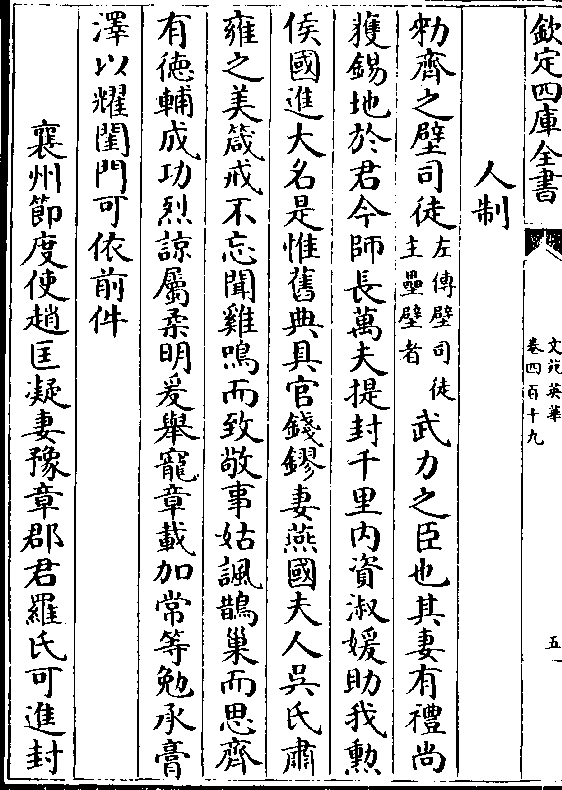 欽定四庫全書
文苑英華
卷四百十九
五
人制
勑齊之壁司徒左傳壁司徒
主壘壁者武力之臣也其妻有禮尚
獲錫地於君今師長萬夫提封千里内資淑媛助我勲
侯國進大名是惟舊典具官錢鏐妻燕國夫人吳氏肅
雍之美箴戒不忘聞雞鳴而致敬事姑諷鵲巢而思齊
有徳輔成功烈諒屬柔明爰舉寵章載加常等勉承膏
澤以耀閨門可依前件
襄州節度使趙匡凝妻豫章郡君羅氏可進封